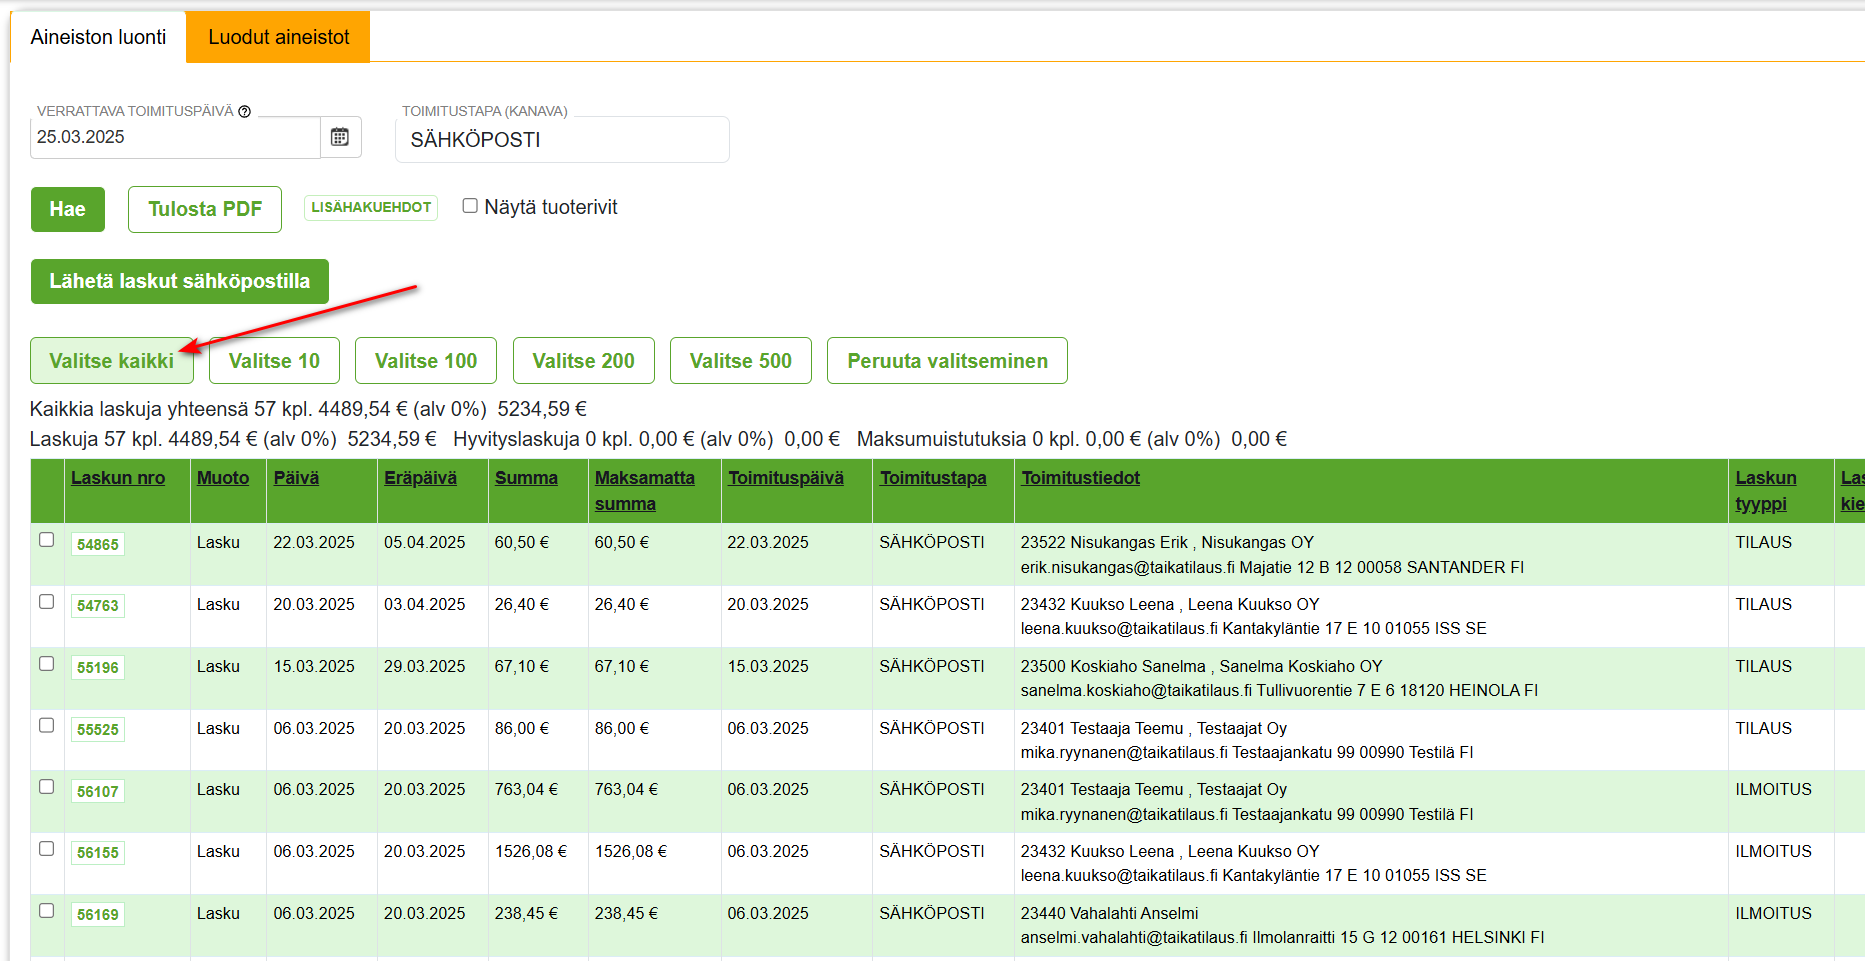 Aineiston luonti Luodut aineistot
VERRATTAVA TOIMITUSPÄIVÄ TOIMITUSTAPA (KANAVA)
25.03.2025 SÄHKÖPOSTI
Hae Tulosta PDF LISÄHAKUEHDOT Näytä tuoterivit
Lähetä laskut sähköpostilla
Valitse kaikki Valitse 10 Valitse 100 Valitse 200 Valitse 500 Peruuta valitseminen
Kaikkia laskuja yhteensä 57 kpl. 4489,54 € (alv 0%) 5234,59 €
Laskuja 57 kpl. 4489,54 € (alv 0%) 5234,59 € Hyvityslaskuja 0 kpl. 0,00 € (alv 0%) 0,00 € Maksumuistutuksia 0 kpl. 0,00 € (alv 0%) 0,00 €
Laskun nro Muoto Päivä Eräpäivä Summa Maksamatta Toimituspäivä Toimitustapa Toimitustiedot Laskun Las
summa tyyppi kie
54865 Lasku 22.03.2025 05.04.2025 60,50 € 60,50 € 22.03.2025 SÄHKÖPOSTI 23522 Nisukangas Erik , Nisukangas OY TILAUS
erik.nisukangas@taikatilaus.fi Majatie 12 B 12 00058 SANTANDER FI
54763 Lasku 20.03.2025 03.04.2025 26,40 € 26,40 € 20.03.2025 SÄHKÖPOSTI 23432 Kuukso Leena , Leena Kuukso OY TILAUS
leena.kuukso@taikatilaus.fi Kantakyläntie 17 E 10 01055 ISS SE
55196 Lasku 15.03.2025 29.03.2025 67,10 € 67,10 € 15.03.2025 SÄHKÖPOSTI 23500 Koskiaho Sanelma , Sanelma Koskiaho OY TILAUS
sanelma.koskiaho@taikatilaus.fi Tullivuorentie 7 E 6 18120 HEINOLA FI
55525 Lasku 06.03.2025 20.03.2025 86,00 € 86,00 € 06.03.2025 SÄHKÖPOSTI 23401 Testaaja Teemu , Testaajat Oy TILAUS
mika.ryynanen@taikatilaus.fi Testaajankatu 99 00990 Testilä FI
56107 Lasku 06.03.2025 20.03.2025 763,04 € 763,04 € 06.03.2025 SÄHKÖPOSTI 23401 Testaaja Teemu , Testaajat Oy ILMOITUS
mika.ryynanen@taikatilaus.fi Testaajankatu 99 00990 Testilä FI
56155 Lasku 06.03.2025 20.03.2025 1526,08 € 1526,08 € 06.03.2025 SÄHKÖPOSTI 23432 Kuukso Leena , Leena Kuukso OY ILMOITUS
leena.kuukso@taikatilaus.fi Kantakyläntie 17 E 10 01055 ISS SE
56169 Lasku 06.03.2025 20.03.2025 238,45 € 238,45 € 06.03.2025 SÄHKÖPOSTI 23440 Vahalahti Anselmi ILMOITUS
anselmi.vahalahti@taikatilaus.fi Ilmolanraitti 15 G 12 00161 HELSINKI FI